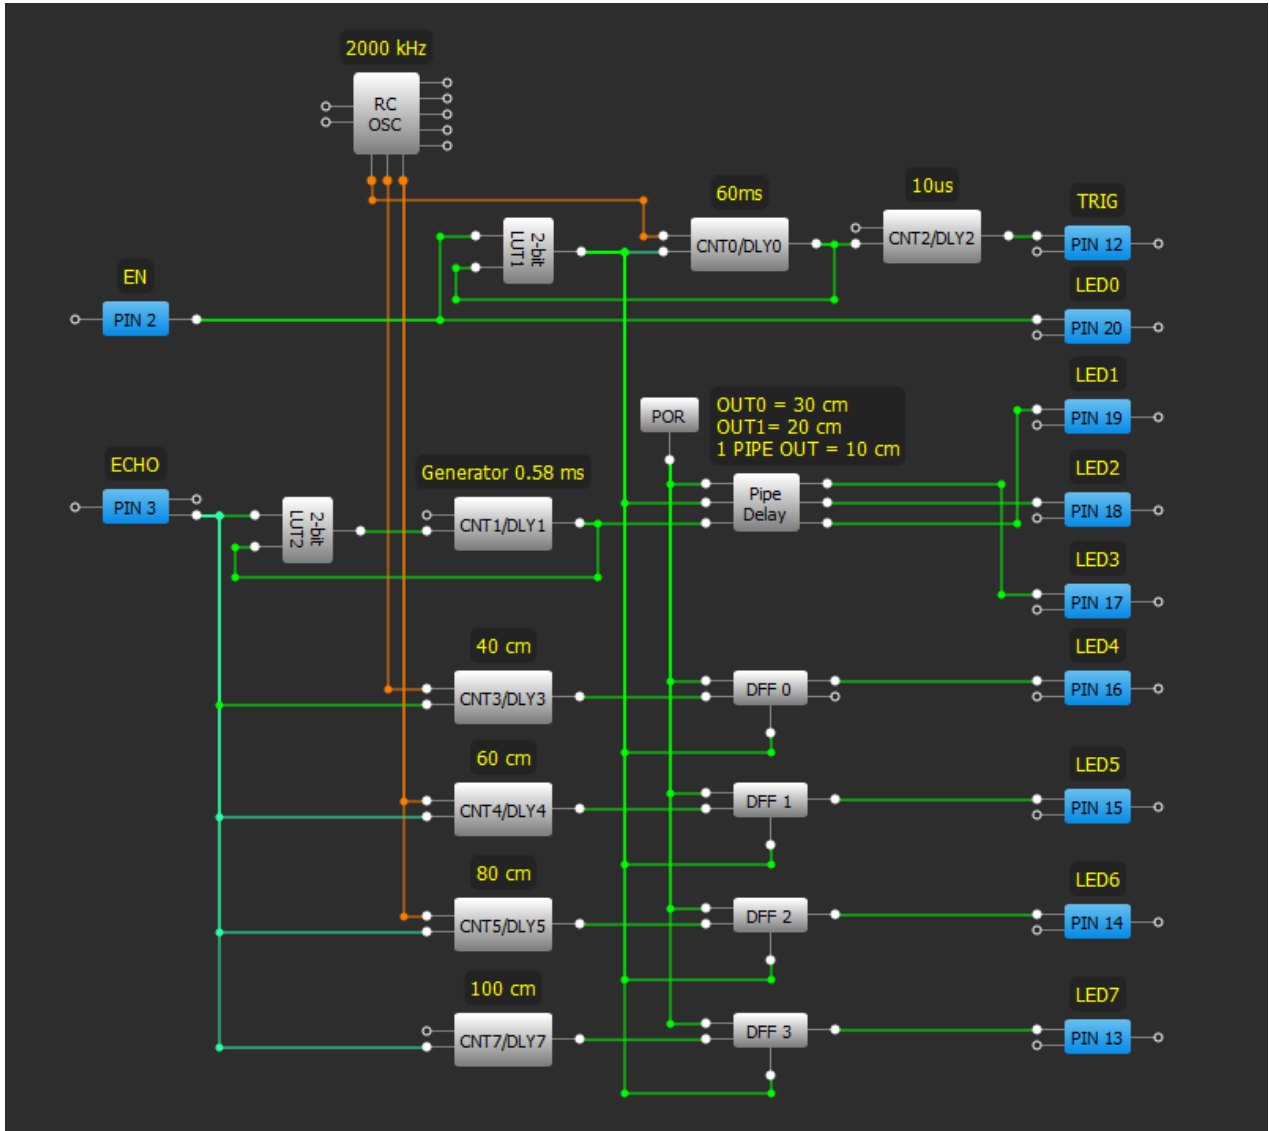 2000 kHz
RC
OSC
60ms
10us
TRIG
2-bit
LUT1
CNT0/DLY0
CNT2/DLY2
PIN 12
EN
LED0
PIN 2
PIN 20
LED1
POR
OUT0 = 30 cm
OUT1= 20 cm
1 PIPE OUT = 10 cm
PIN 19
ECHO
Generator 0.58 ms
LED2
PIN 3
2-bit
LUT2
CNT1/DLY1
Pipe
Delay
PIN 18
LED3
PIN 17
40 cm
LED4
CNT3/DLY3
DFF 0
PIN 16
60 cm
LED5
CNT4/DLY4
DFF 1
PIN 15
80 cm
LED6
CNT5/DLY5
DFF 2
PIN 14
100 cm
LED7
CNT7/DLY7
DFF 3
PIN 13